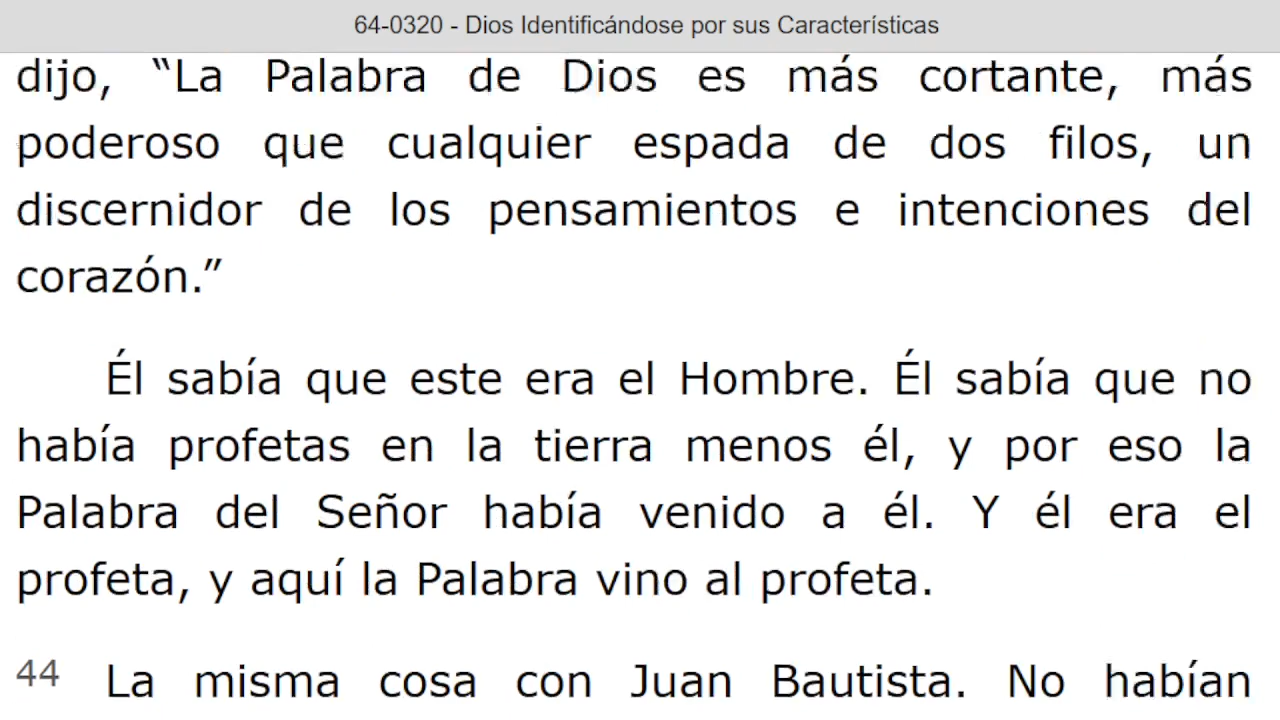 64-0320 - Dios Identificándose por sus Características
dijo, “La Palabra de Dios es más cortante, más
poderoso que cualquier espada de dos filos, un
discernidor de los pensamientos e intenciones del
corazón.”
Él sabía que este era el Hombre. Él sabía que no
había profetas en la tierra menos él, y por eso la
Palabra del Señor había venido a él. Y él era el
profeta, y aquí la Palabra vino al profeta.
44 La misma cosa con Juan Bautista. No habían